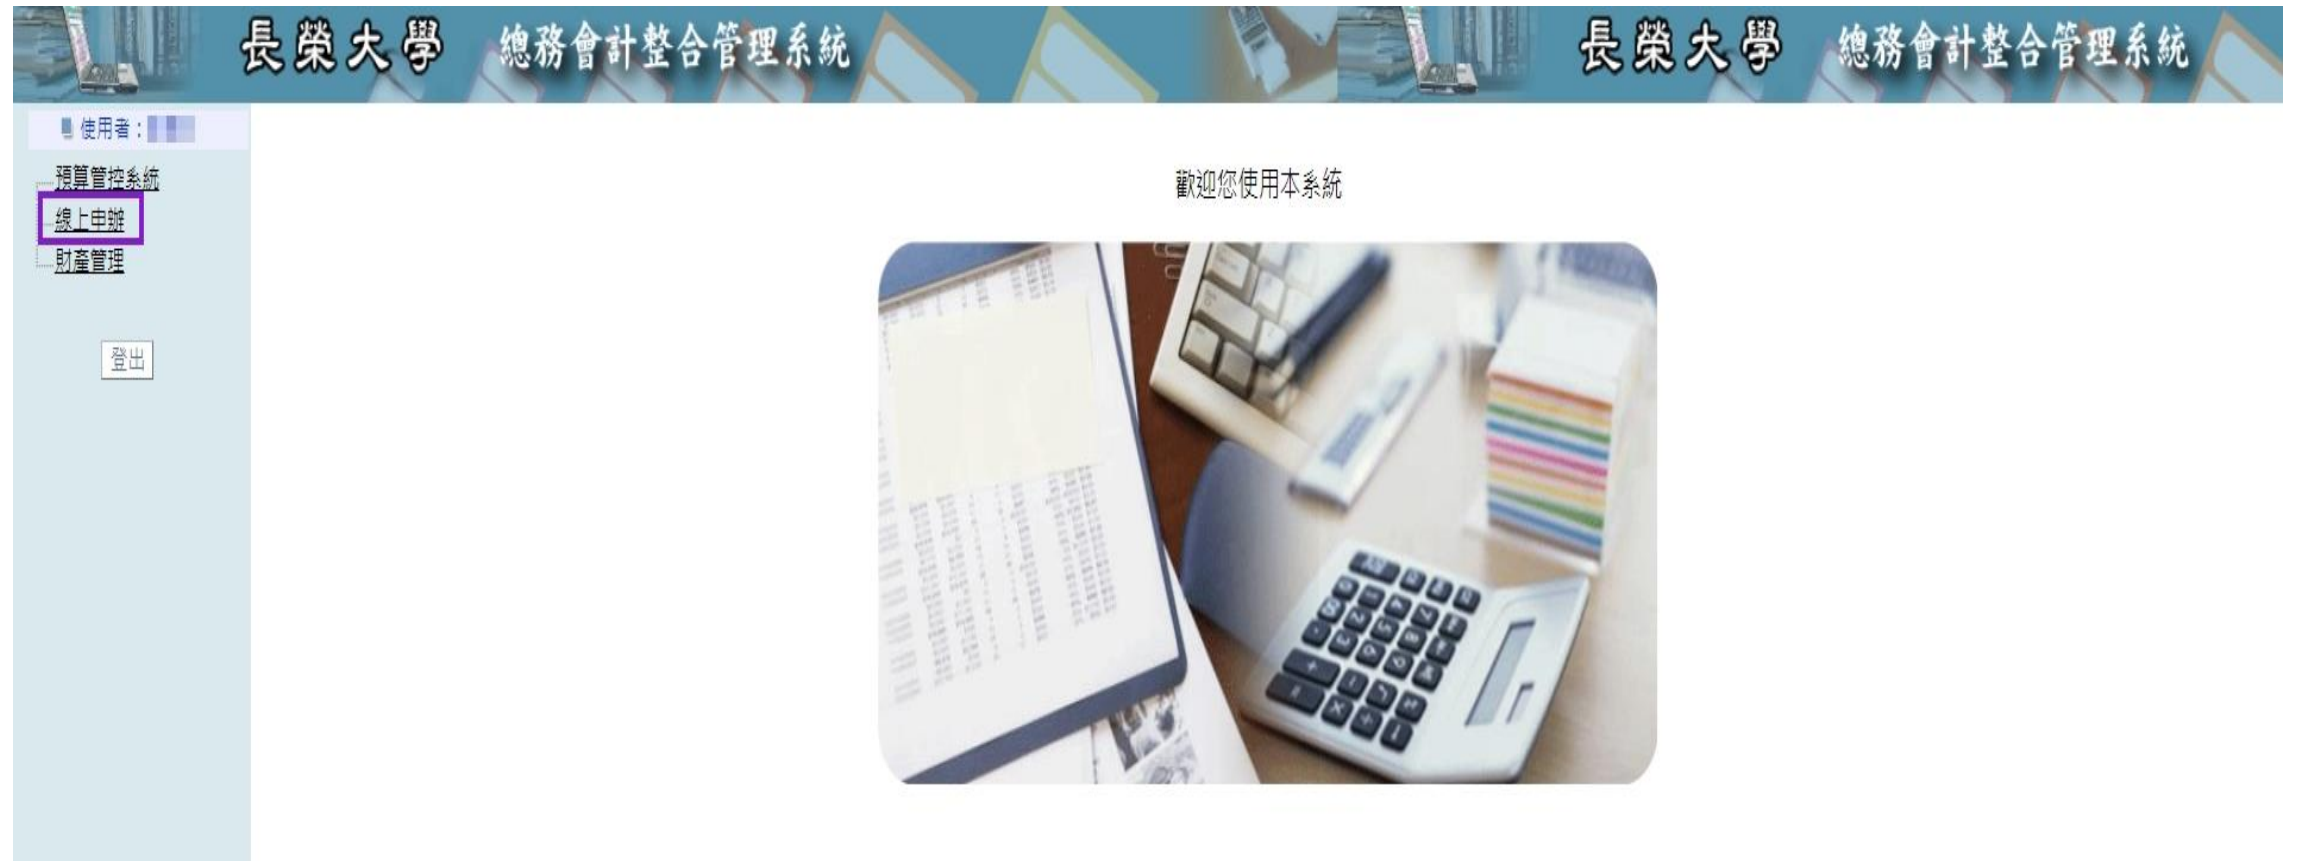 長榮大學 總務會計整合管理系統 長榮大學 總務會計整合管理系統
使用者：
預算管控系統
線上申辦
財產管理
登出
歡迎您使用本系統